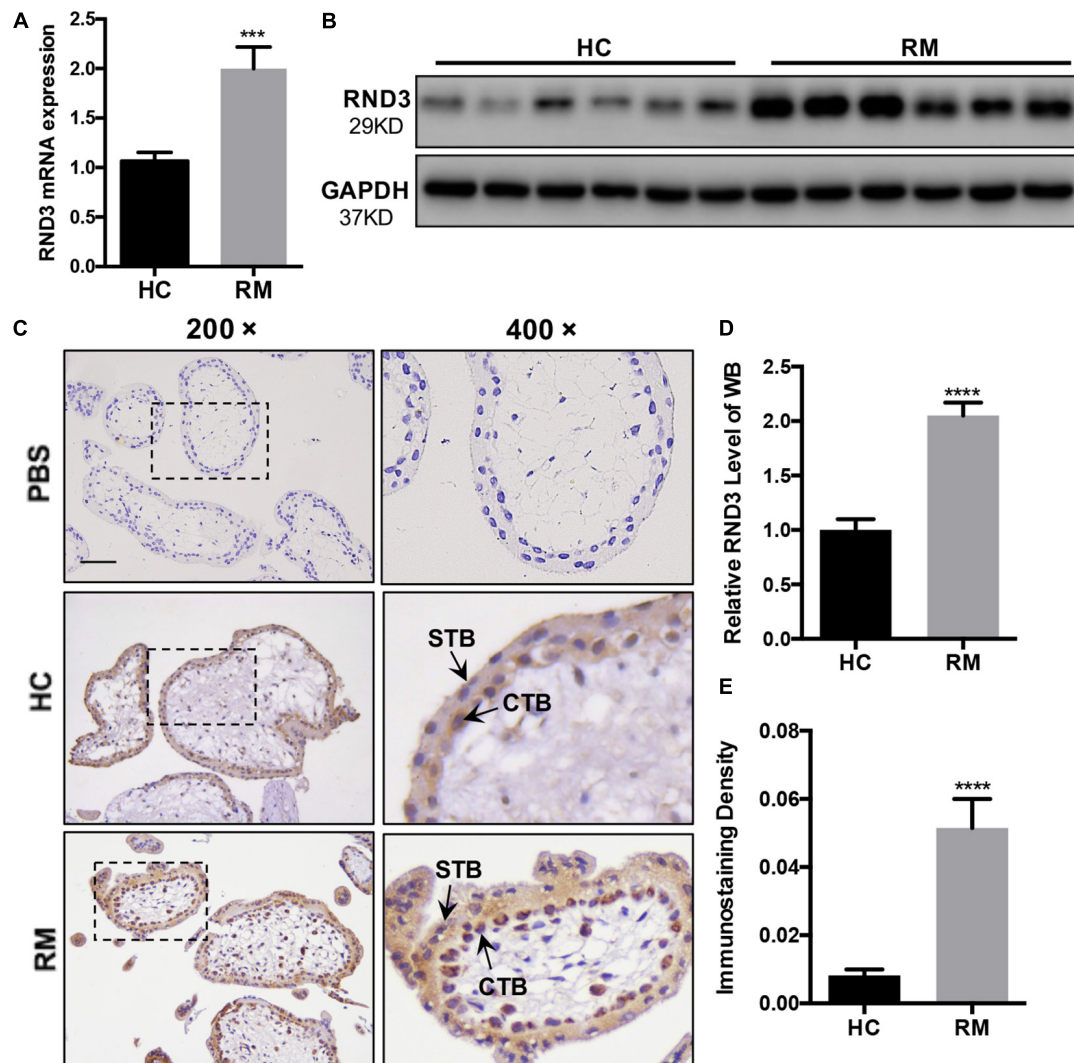 A
RND3 mRNA expression
2.5
2.0
1.5
1.0
0.5
0.0
***
HC
RM
B
HC
RM
RND3
29KD
GAPDH
37KD
C
200 ×
400 ×
PBS
HC
STB
CTB
RM
STB
CTB
D
Relative RND3 Level of WB
2.5
2.0
1.5
1.0
0.5
0.0
****
HC
RM
E
Immunostaining Density
0.08
0.06
0.04
0.02
0.00
****
HC
RM